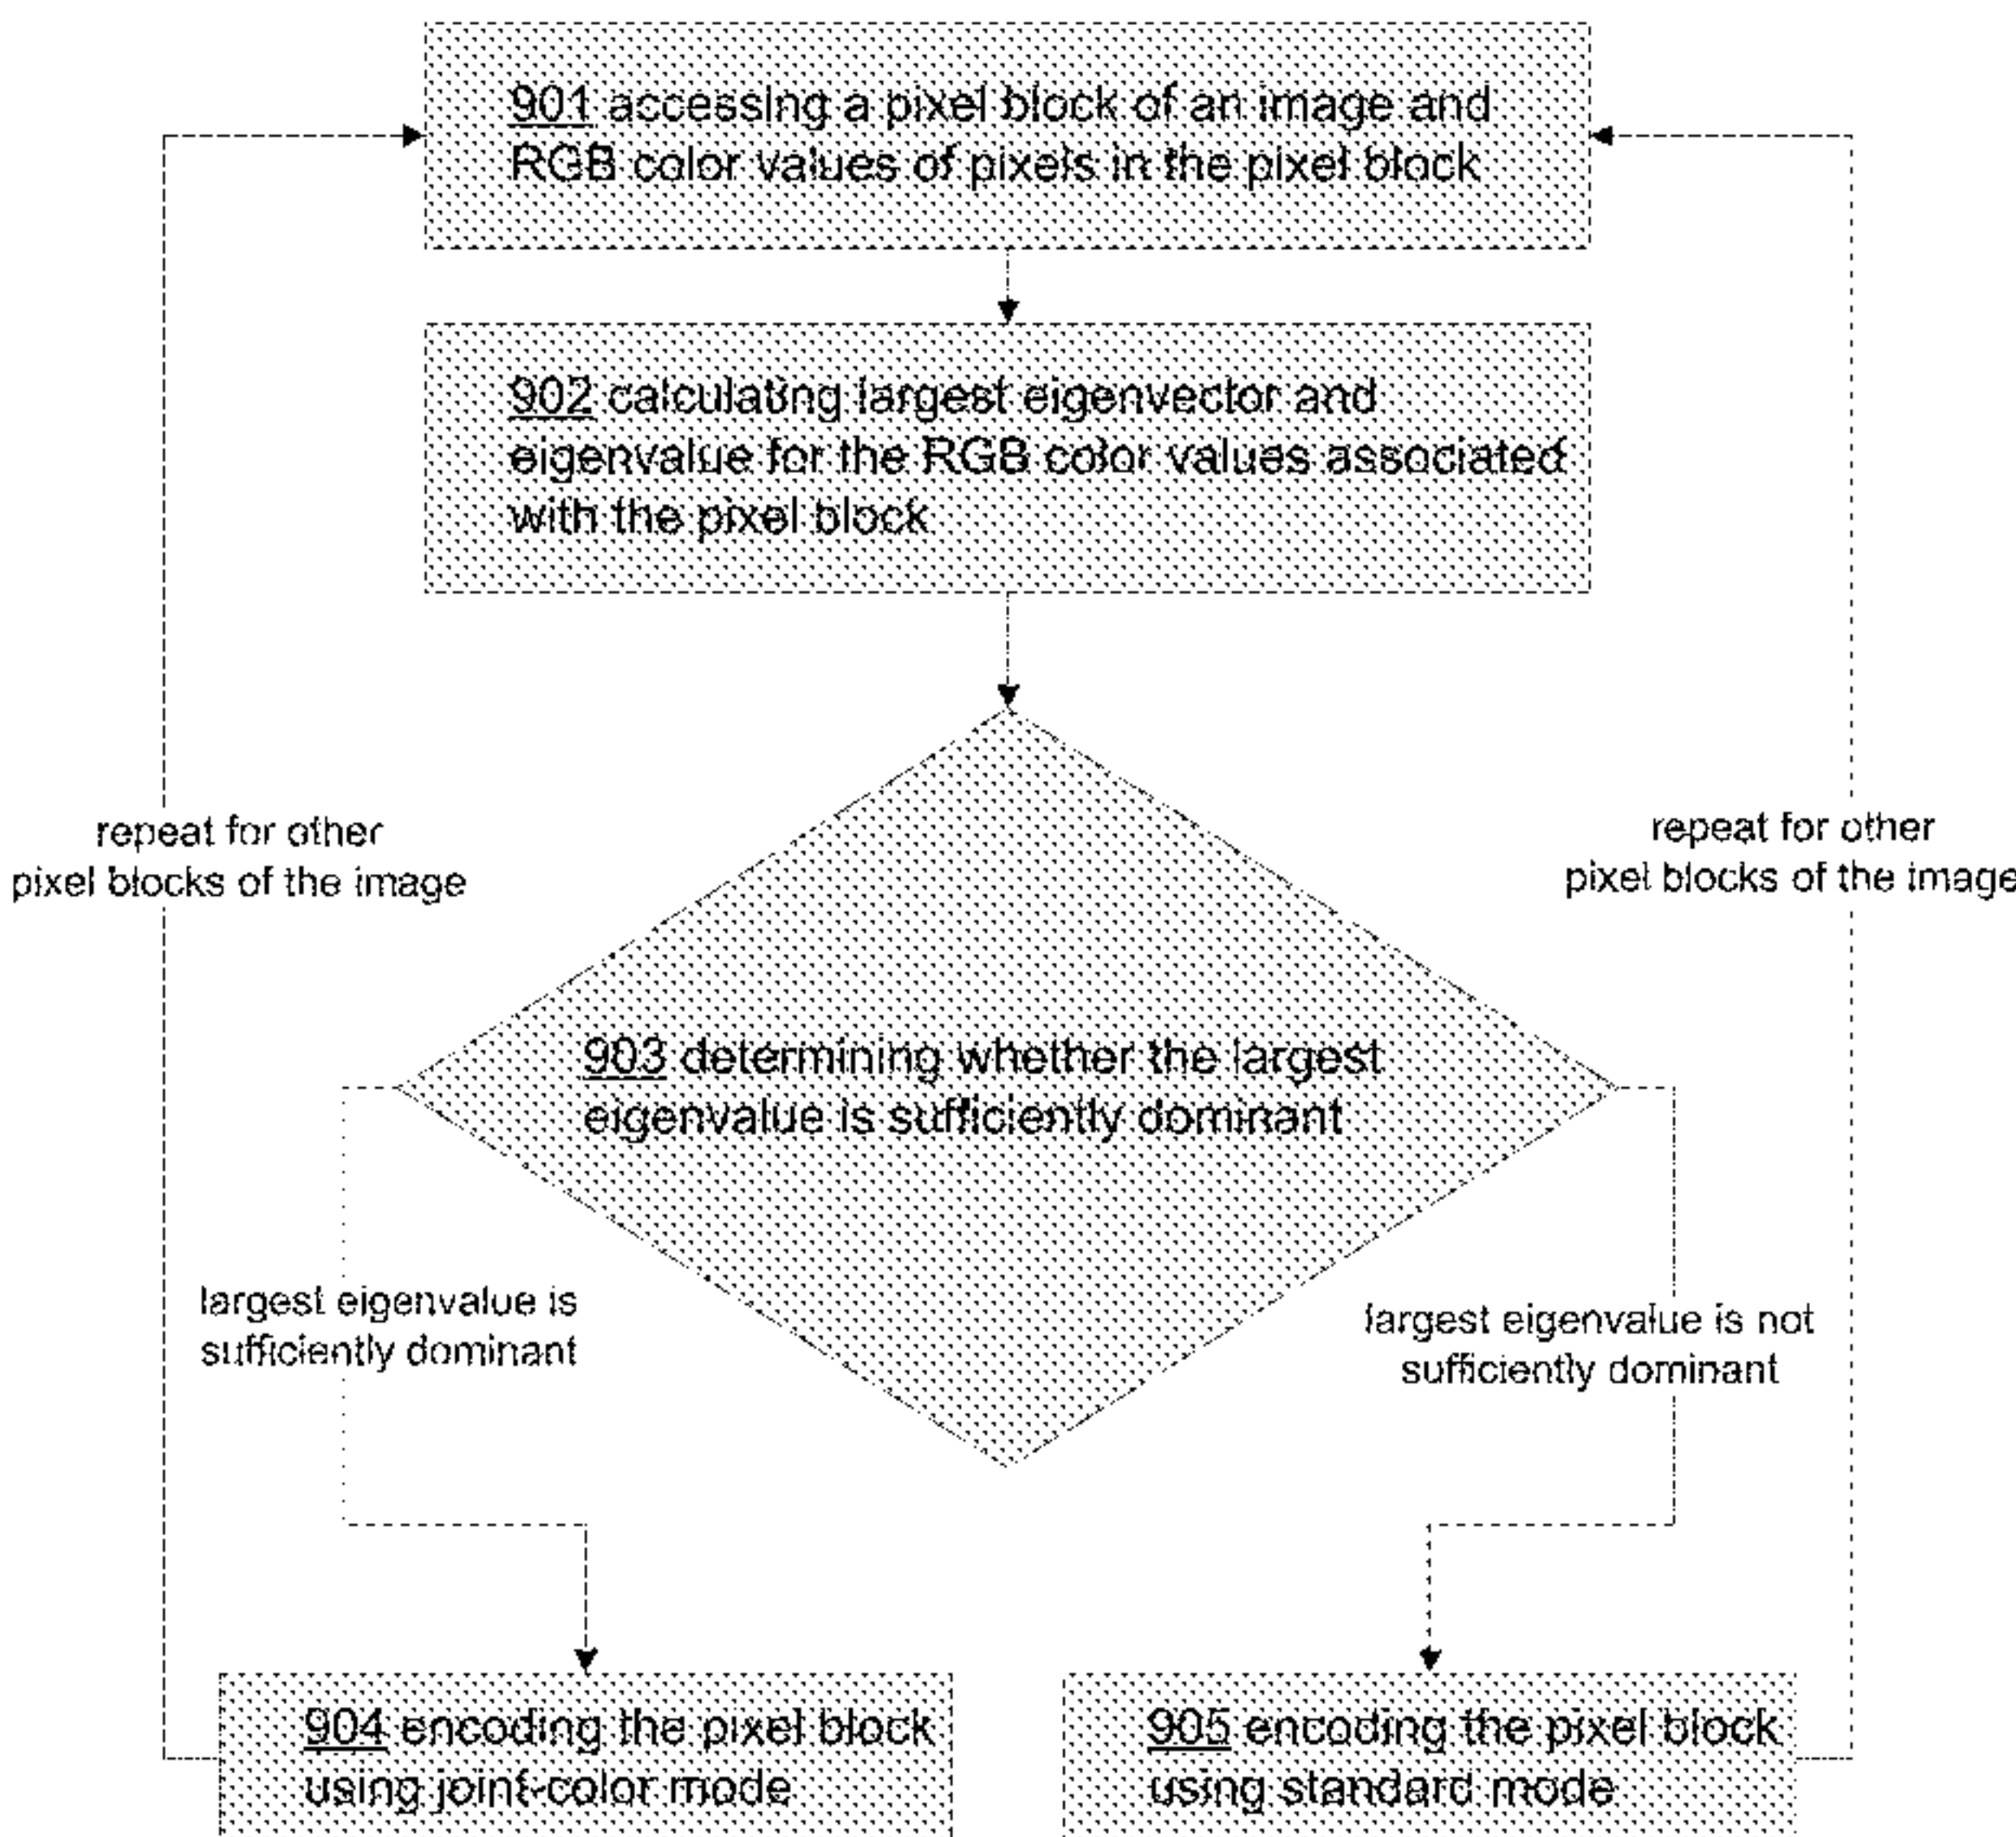 901 accessing a pixel block of an image and
RGB color values of pixels in the pixel block
902 calculating largest eigenvector and
eigenvalue for the RGB color values associated
with the pixel block
repeat for other
pixel blocks of the image
repeat for other
pixel blocks of the image
903 determining whether the largest
eigenvalue is sufficiently dominant
largest eigenvalue is
sufficiently dominant
largest eigenvalue is not
sufficiently dominant
904 encoding the pixel block
using joint-color mode
905 encoding the pixel block
using standard mode